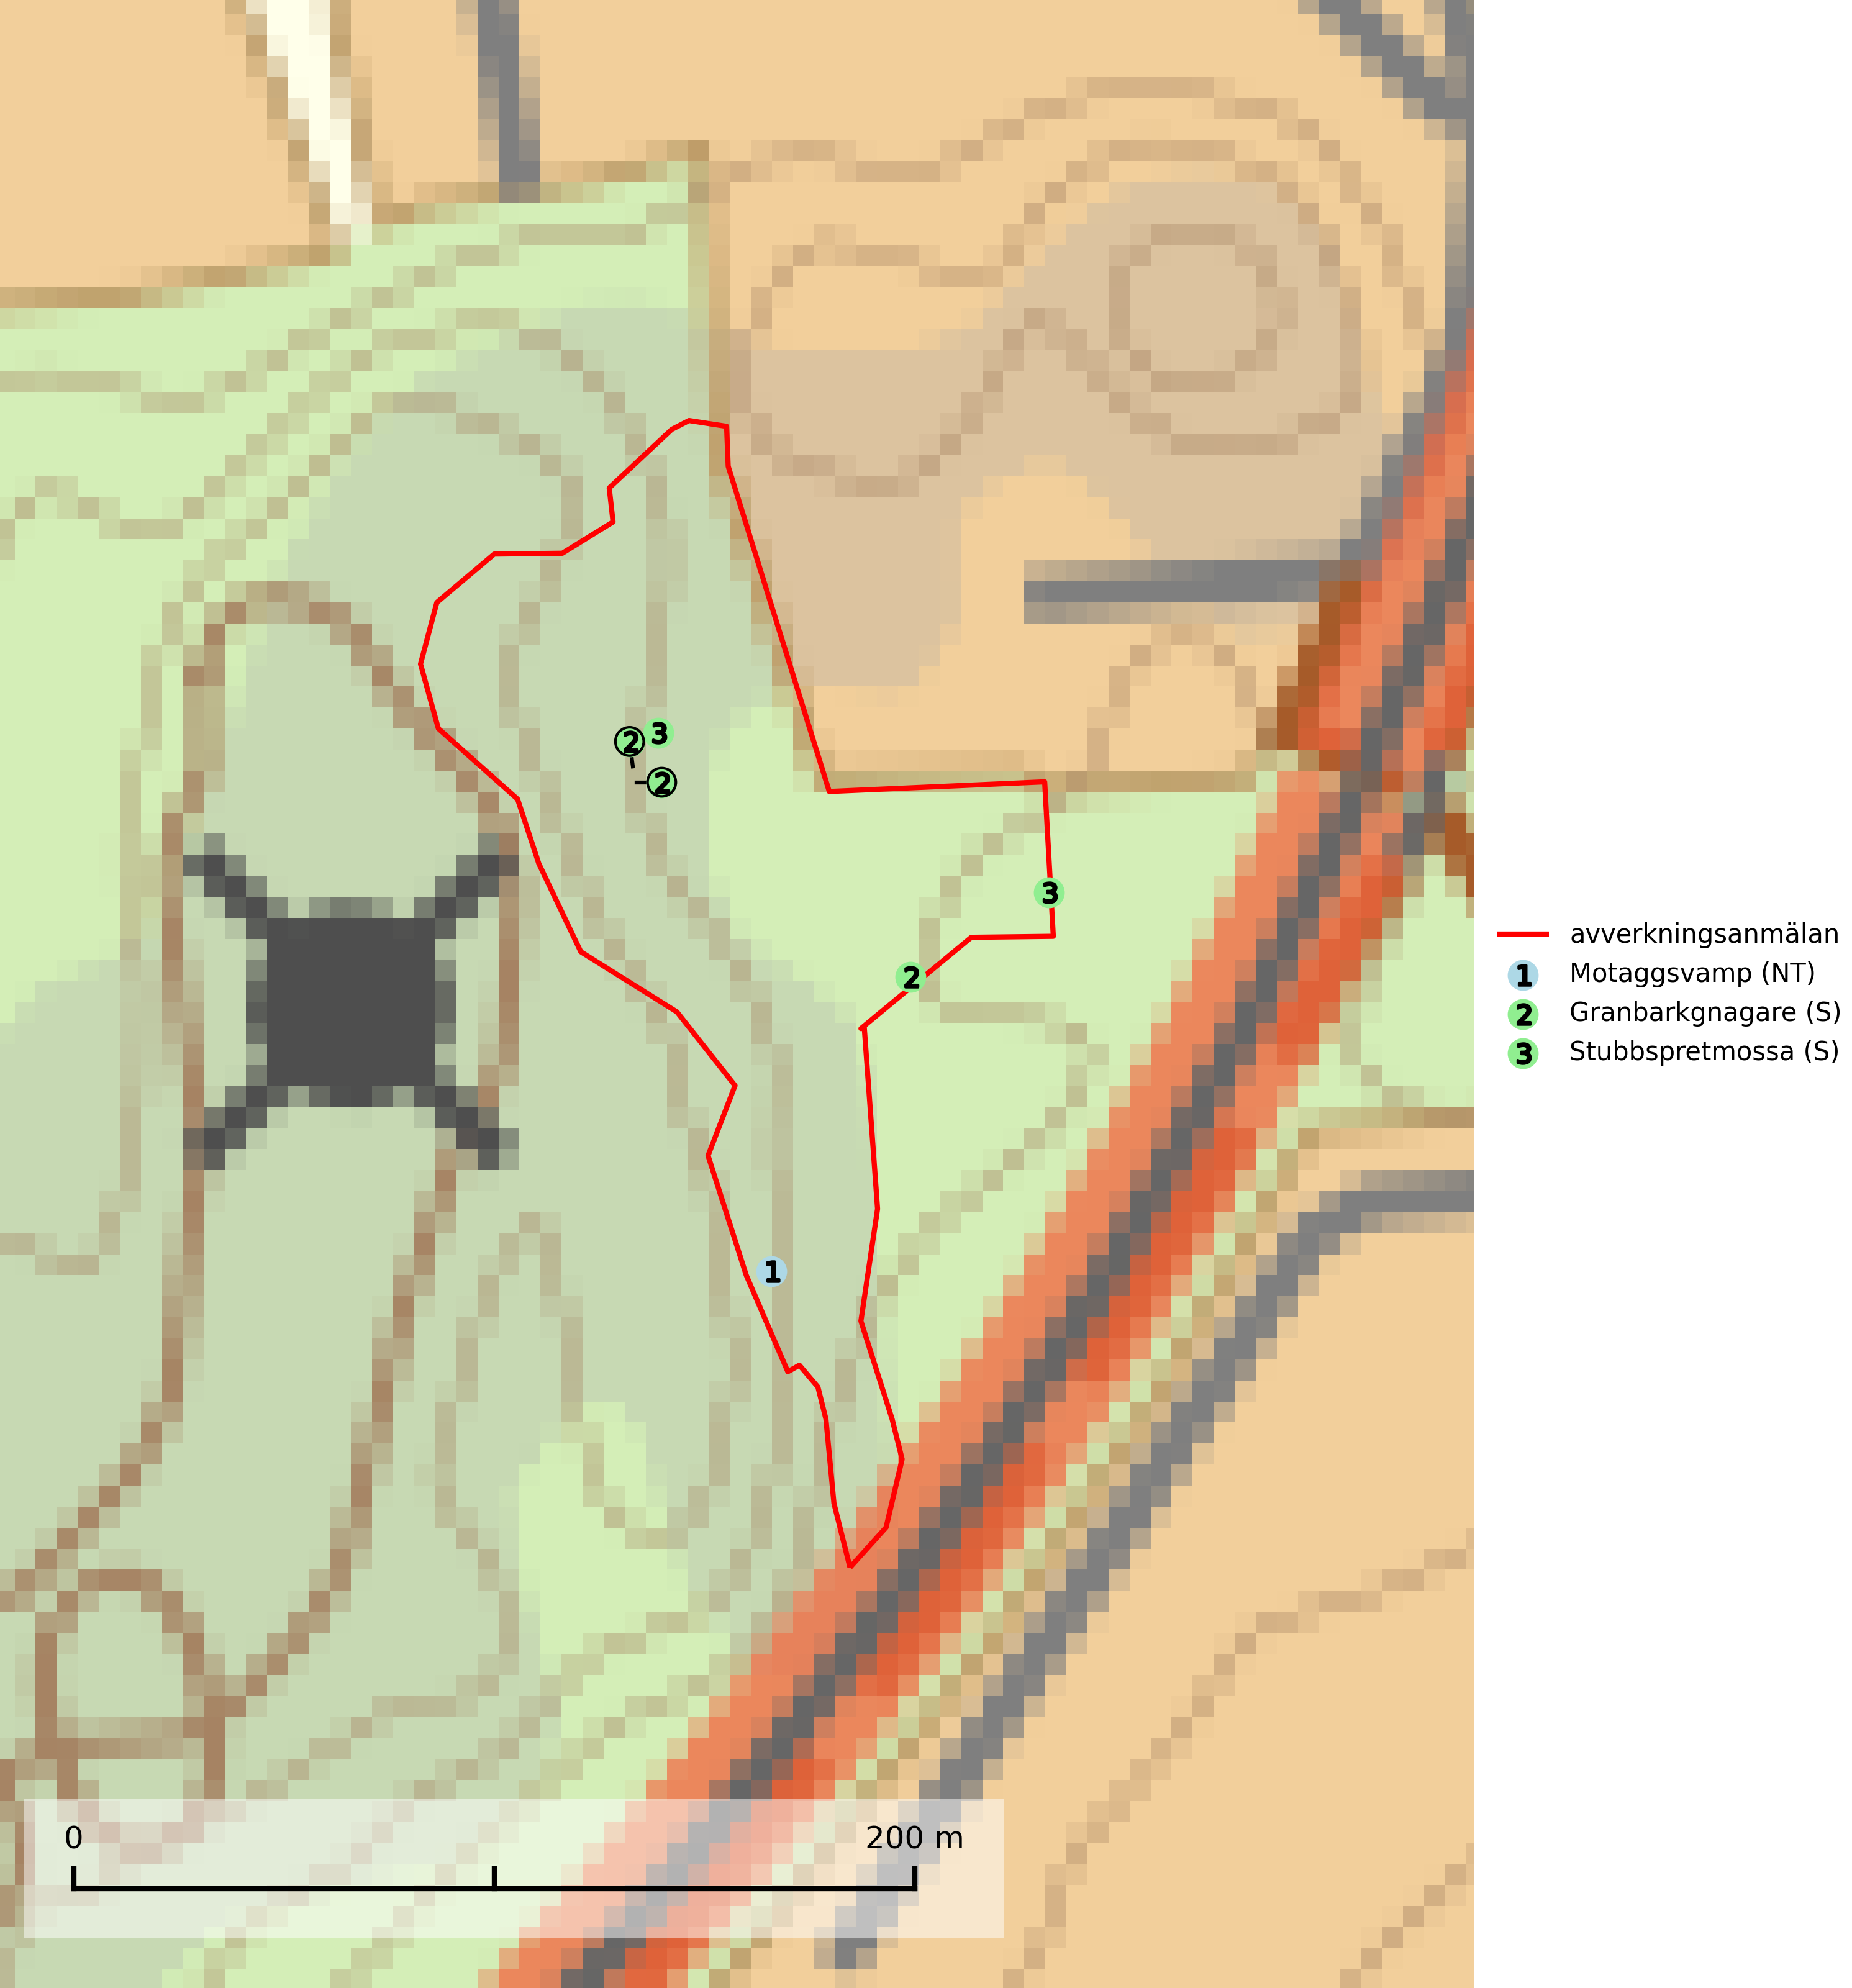 2 3
2
3
2
1
avverkningsanmälan
1 Motaggsvamp (NT)
2 Granbarkgnagare (S)
3 Stubbspretmossa (S)
0 200 m